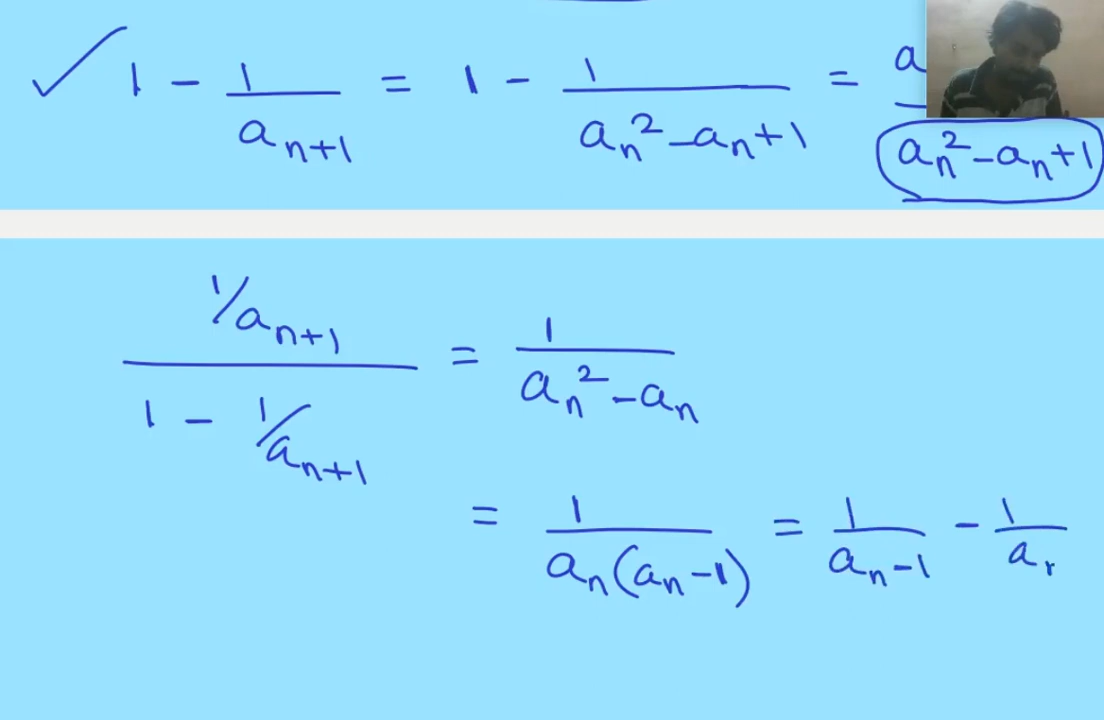 ✓ 1 - 1/a_{n+1} = 1 - 1/(a_n^2 - a_n + 1) = a/(a_n^2 - a_n + 1)
(1/a_{n+1})/(1 - 1/a_{n+1}) = 1/(a_n^2 - a_n)
= 1/(a_n(a_n - 1)) = 1/(a_n - 1) - 1/a_r